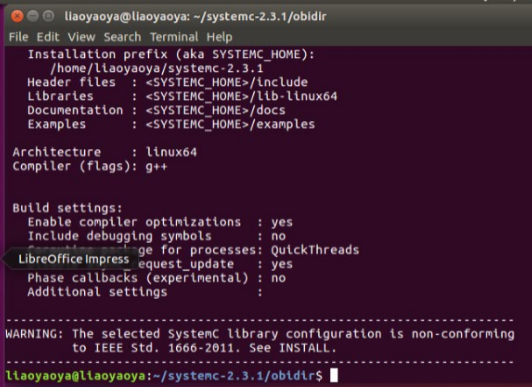 liaoyaoya@liaoyaoya: ~/systemc-2.3.1/obidir
File Edit View Search Terminal Help
Installation prefix (aka SYSTEMC_HOME):
/home/liaoyaoya/systemc-2.3.1
Header files : <SYSTEMC_HOME>/include
Libraries : <SYSTEMC_HOME>/lib-linux64
Documentation : <SYSTEMC_HOME>/docs
Examples : <SYSTEMC_HOME>/examples
Architecture : linux64
Compiler (flags): g++
Build settings:
Enable compiler optimizations : yes
Include debugging symbols : no
for processes: QuickThreads
LibreOffice Impress
request_update : yes
Phase callbacks (experimental) : no
Additional settings :
----------------------------------------------------------------------
WARNING: The selected SystemC library configuration is non-conforming
to IEEE Std. 1666-2011. See INSTALL.
----------------------------------------------------------------------
liaoyaoya@liaoyaoya:~/systemc-2.3.1/obidir$